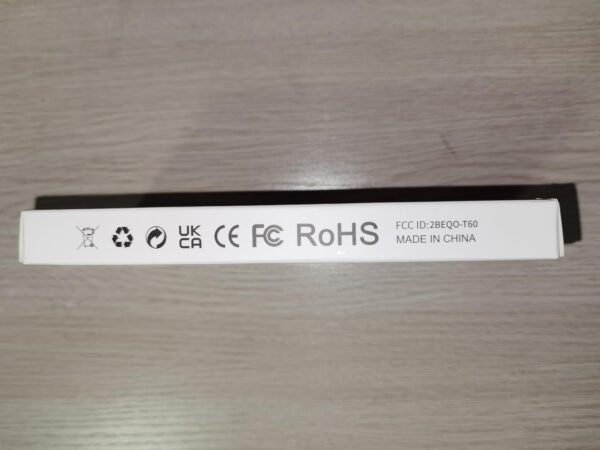 UK
CA CE FC RoHS
FCC ID:2BEQO-T60
MADE IN CHINA